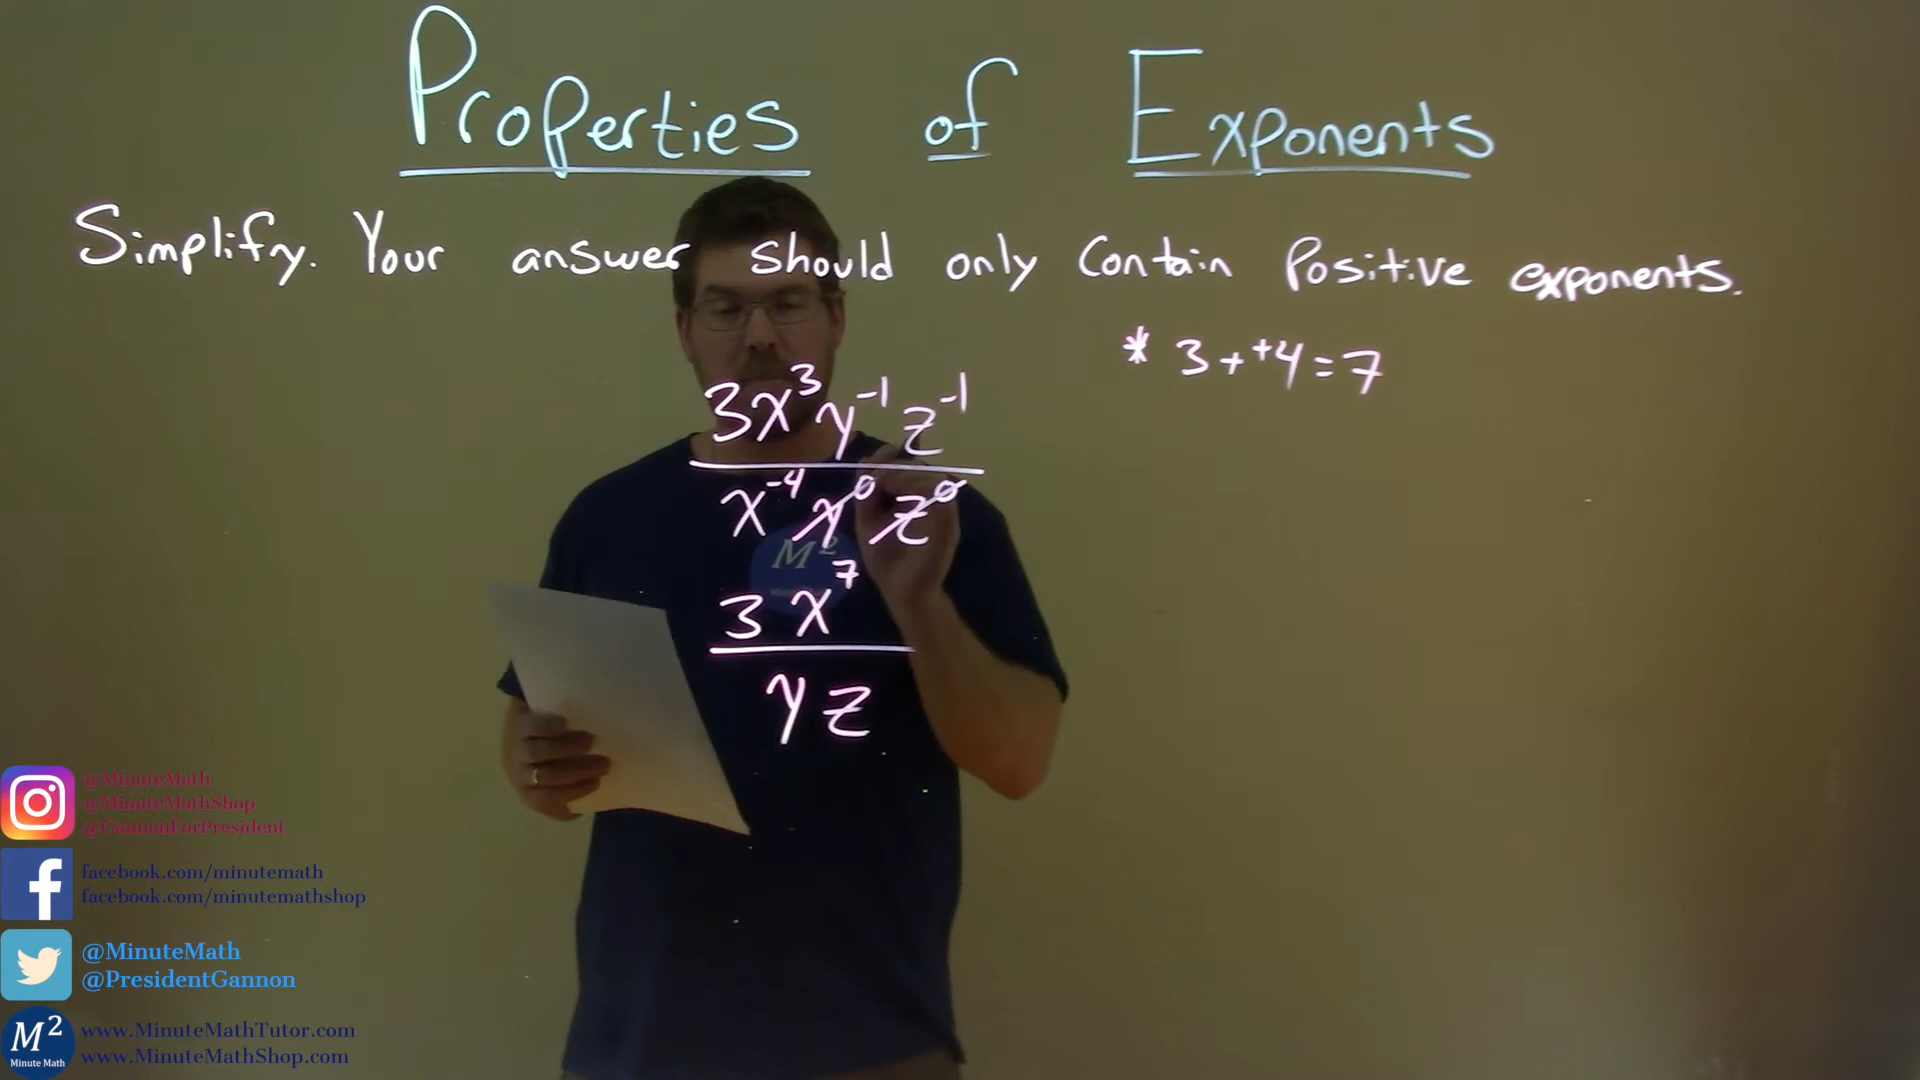 Properties of Exponents
Simplify. Your answer should only contain Positive exponents.
* 3 + +4 = 7
3x³y⁻¹z⁻¹
x⁻⁴y⁰z⁰
M²
3x⁷
yz
@MinuteMath
@MinuteMathShop
@GannonForPresident
facebook.com/minutemath
facebook.com/minutemathshop
@MinuteMath
@PresidentGannon
M²
Minute Math
www.MinuteMathTutor.com
www.MinuteMathShop.com